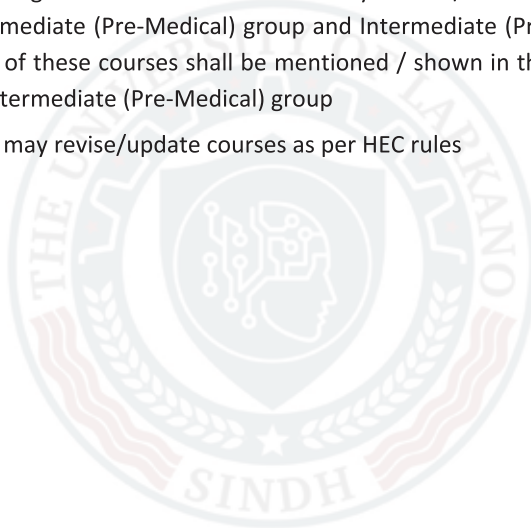 mediate (Pre-Medical) group and Intermediate (Pr
of these courses shall be mentioned / shown in th
termediate (Pre-Medical) group
may revise/update courses as per HEC rules
THE UNIVERSITY OF LARKANO
SINDH